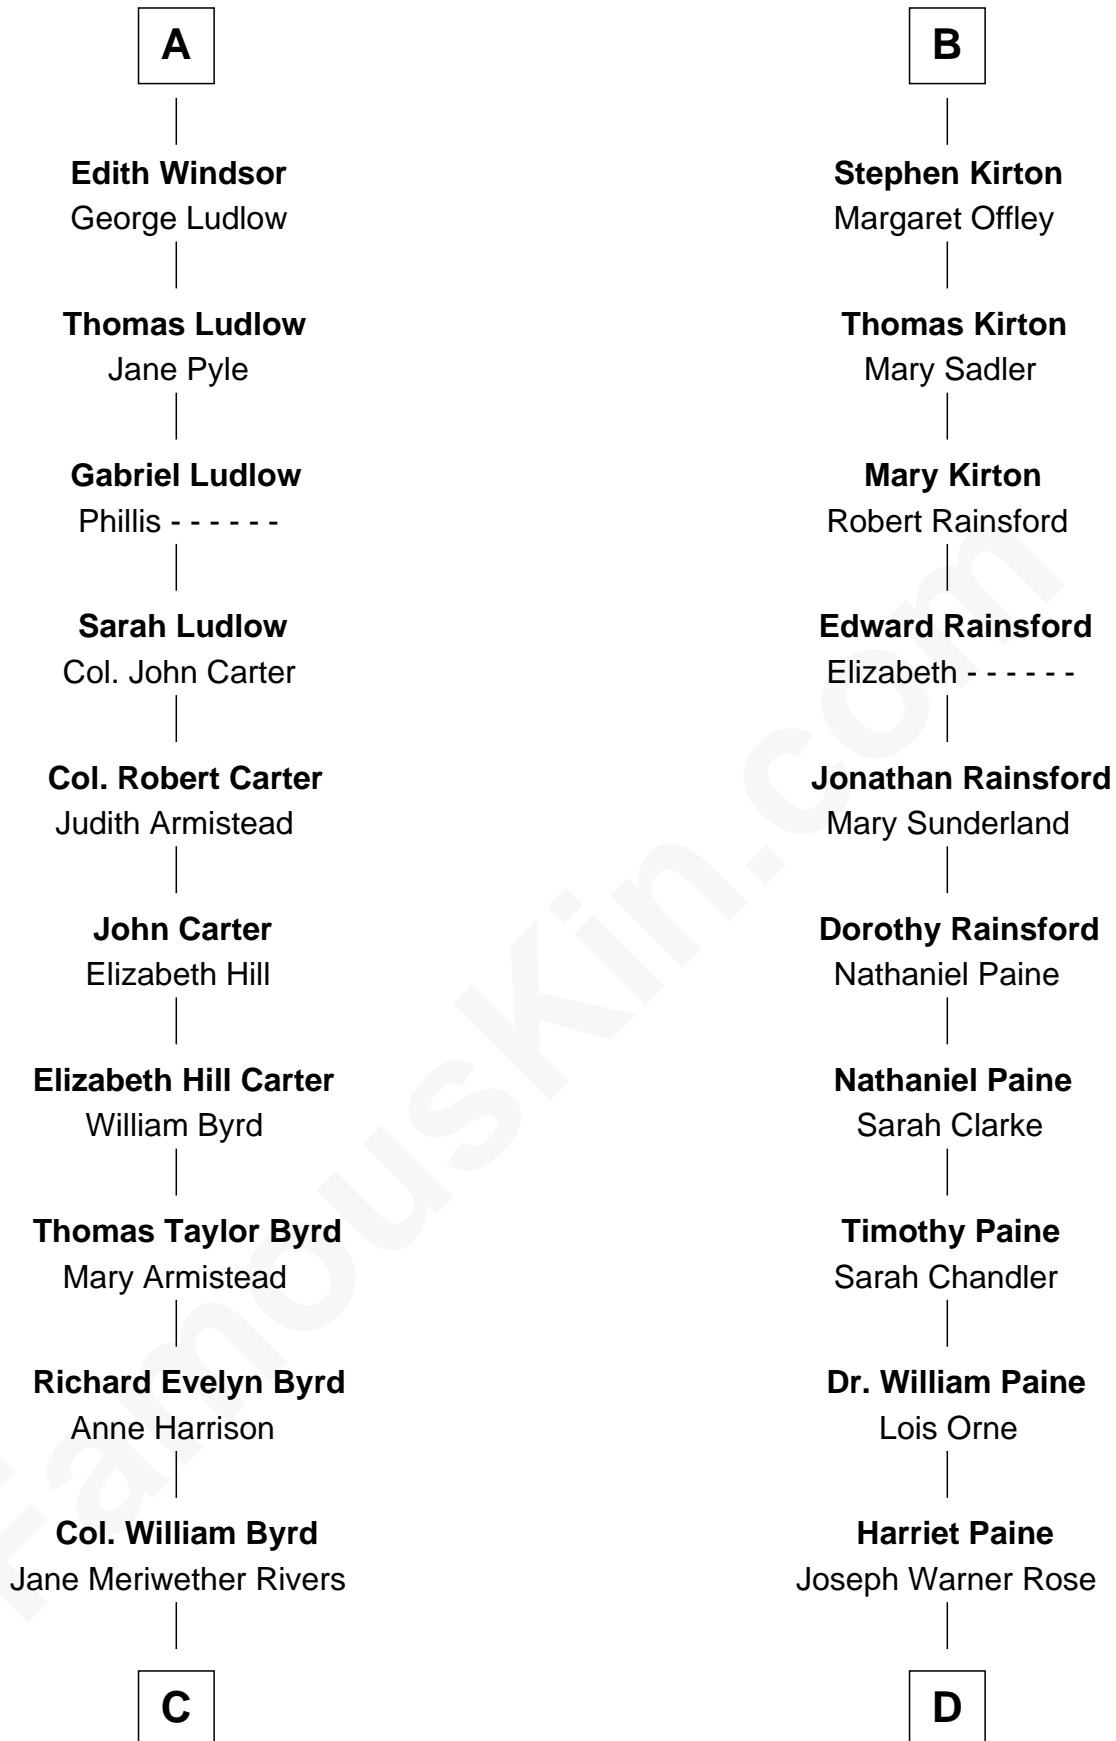 A
Edith Windsor
George Ludlow
Thomas Ludlow
Jane Pyle
Gabriel Ludlow
Phillis - - - - - -
Sarah Ludlow
Col. John Carter
Col. Robert Carter
Judith Armistead
John Carter
Elizabeth Hill
Elizabeth Hill Carter
William Byrd
Thomas Taylor Byrd
Mary Armistead
Richard Evelyn Byrd
Anne Harrison
Col. William Byrd
Jane Meriwether Rivers
C
B
Stephen Kirton
Margaret Offley
Thomas Kirton
Mary Sadler
Mary Kirton
Robert Rainsford
Edward Rainsford
Elizabeth - - - - - -
Jonathan Rainsford
Mary Sunderland
Dorothy Rainsford
Nathaniel Paine
Nathaniel Paine
Sarah Clarke
Timothy Paine
Sarah Chandler
Dr. William Paine
Lois Orne
Harriet Paine
Joseph Warner Rose
D
FamousKin.com